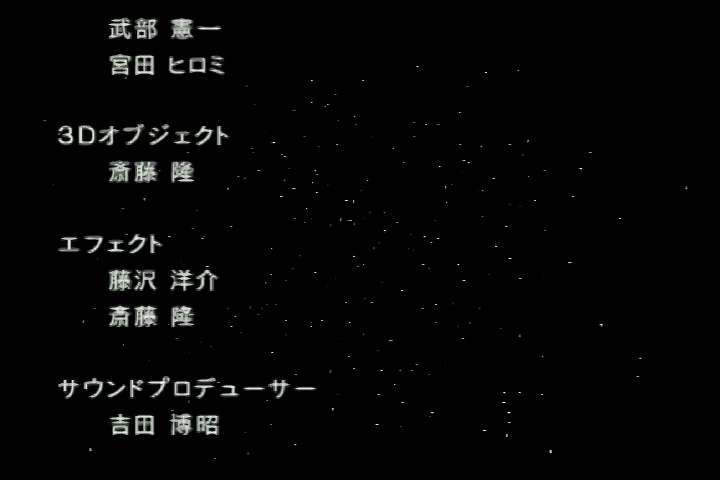 武部 憲一
宮田 ヒロミ
3Dオブジェクト
斎藤 隆
エフェクト
藤沢 洋介
斎藤 隆
サウンドプロデューサー
吉田 博昭